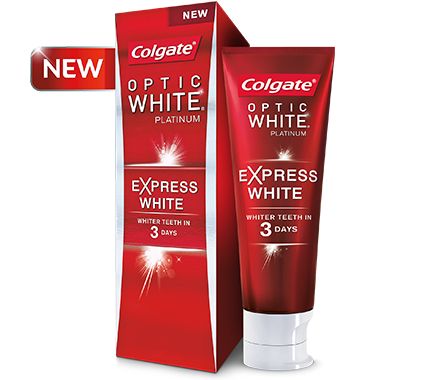 NEW
NEW
Colgate®
OPTIC
WHITE®
PLATINUM
EXPRESS
WHITE
WHITER TEETH IN
3 DAYS
Colgate®
OPTIC
WHITE®
PLATINUM
EXPRESS
WHITE
WHITER TEETH IN
3 DAYS